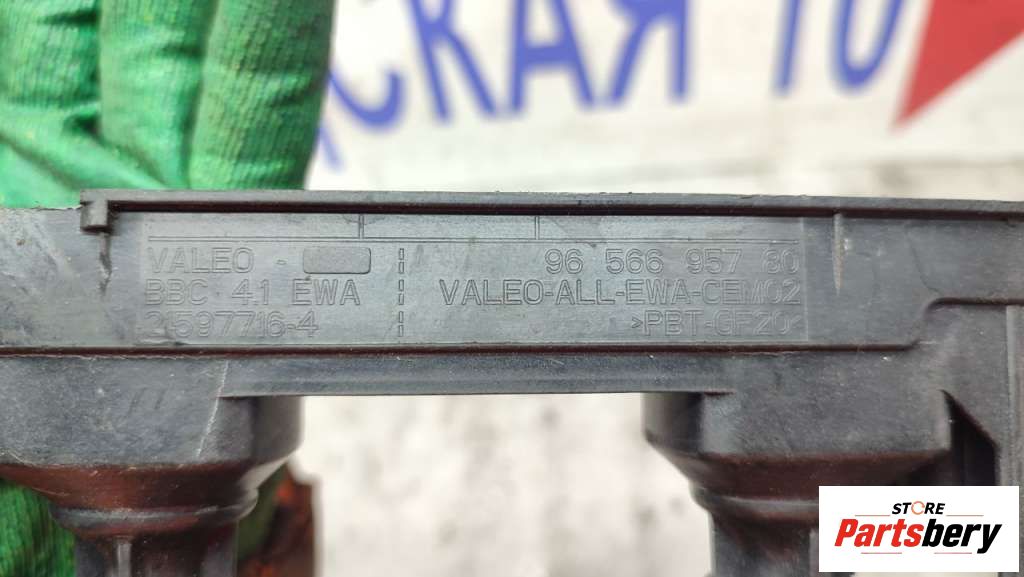 СКАЯ Ю
VALEO -
BBC 4.1 EWA
21597716-4
96 566 957 80
VALEO-ALL-EWA-CEM02
>PBT-GF20<
STORE
Partsbery